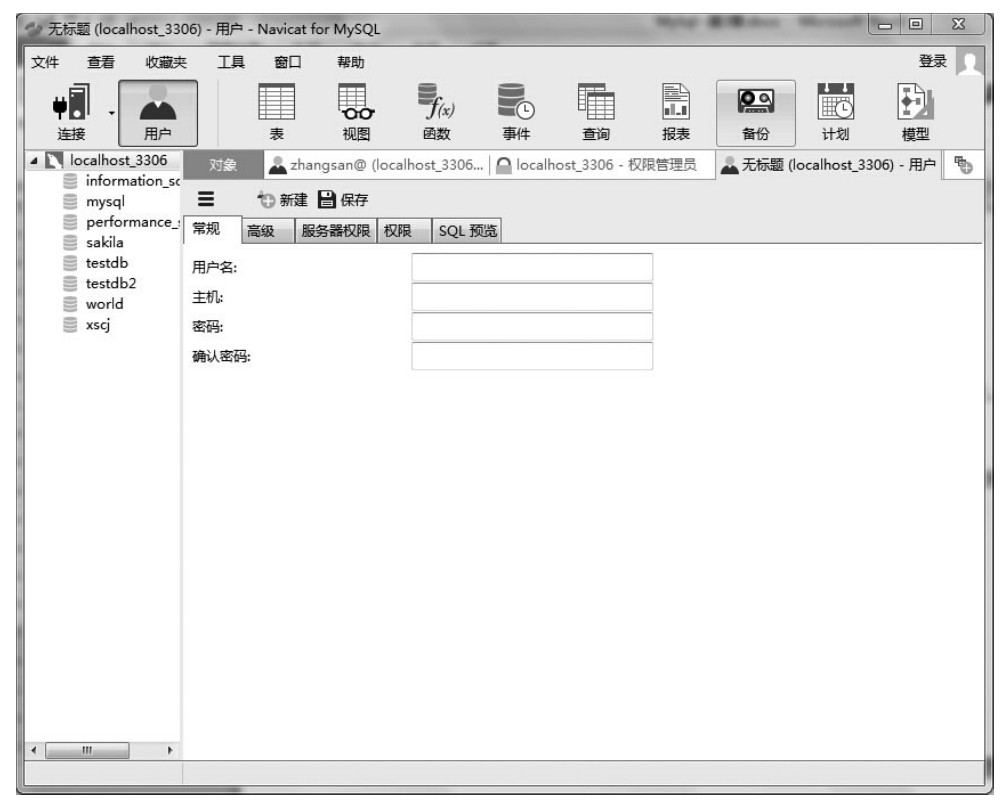 无标题 (localhost_3306) - 用户 - Navicat for MySQL
文件 查看 收藏夹 工具 窗口 帮助 登录
连接 用户 表 视图 f(x) 函数 事件 查询 报表 备份 计划 模型
localhost_3306
information_sc
mysql
performance_
sakila
testdb
testdb2
world
xscj
对象 zhangsan@ (localhost_3306... localhost_3306 - 权限管理员 无标题 (localhost_3306) - 用户
新建 保存
常规 高级 服务器权限 权限 SQL 预览
用户名:
主机:
密码:
确认密码: